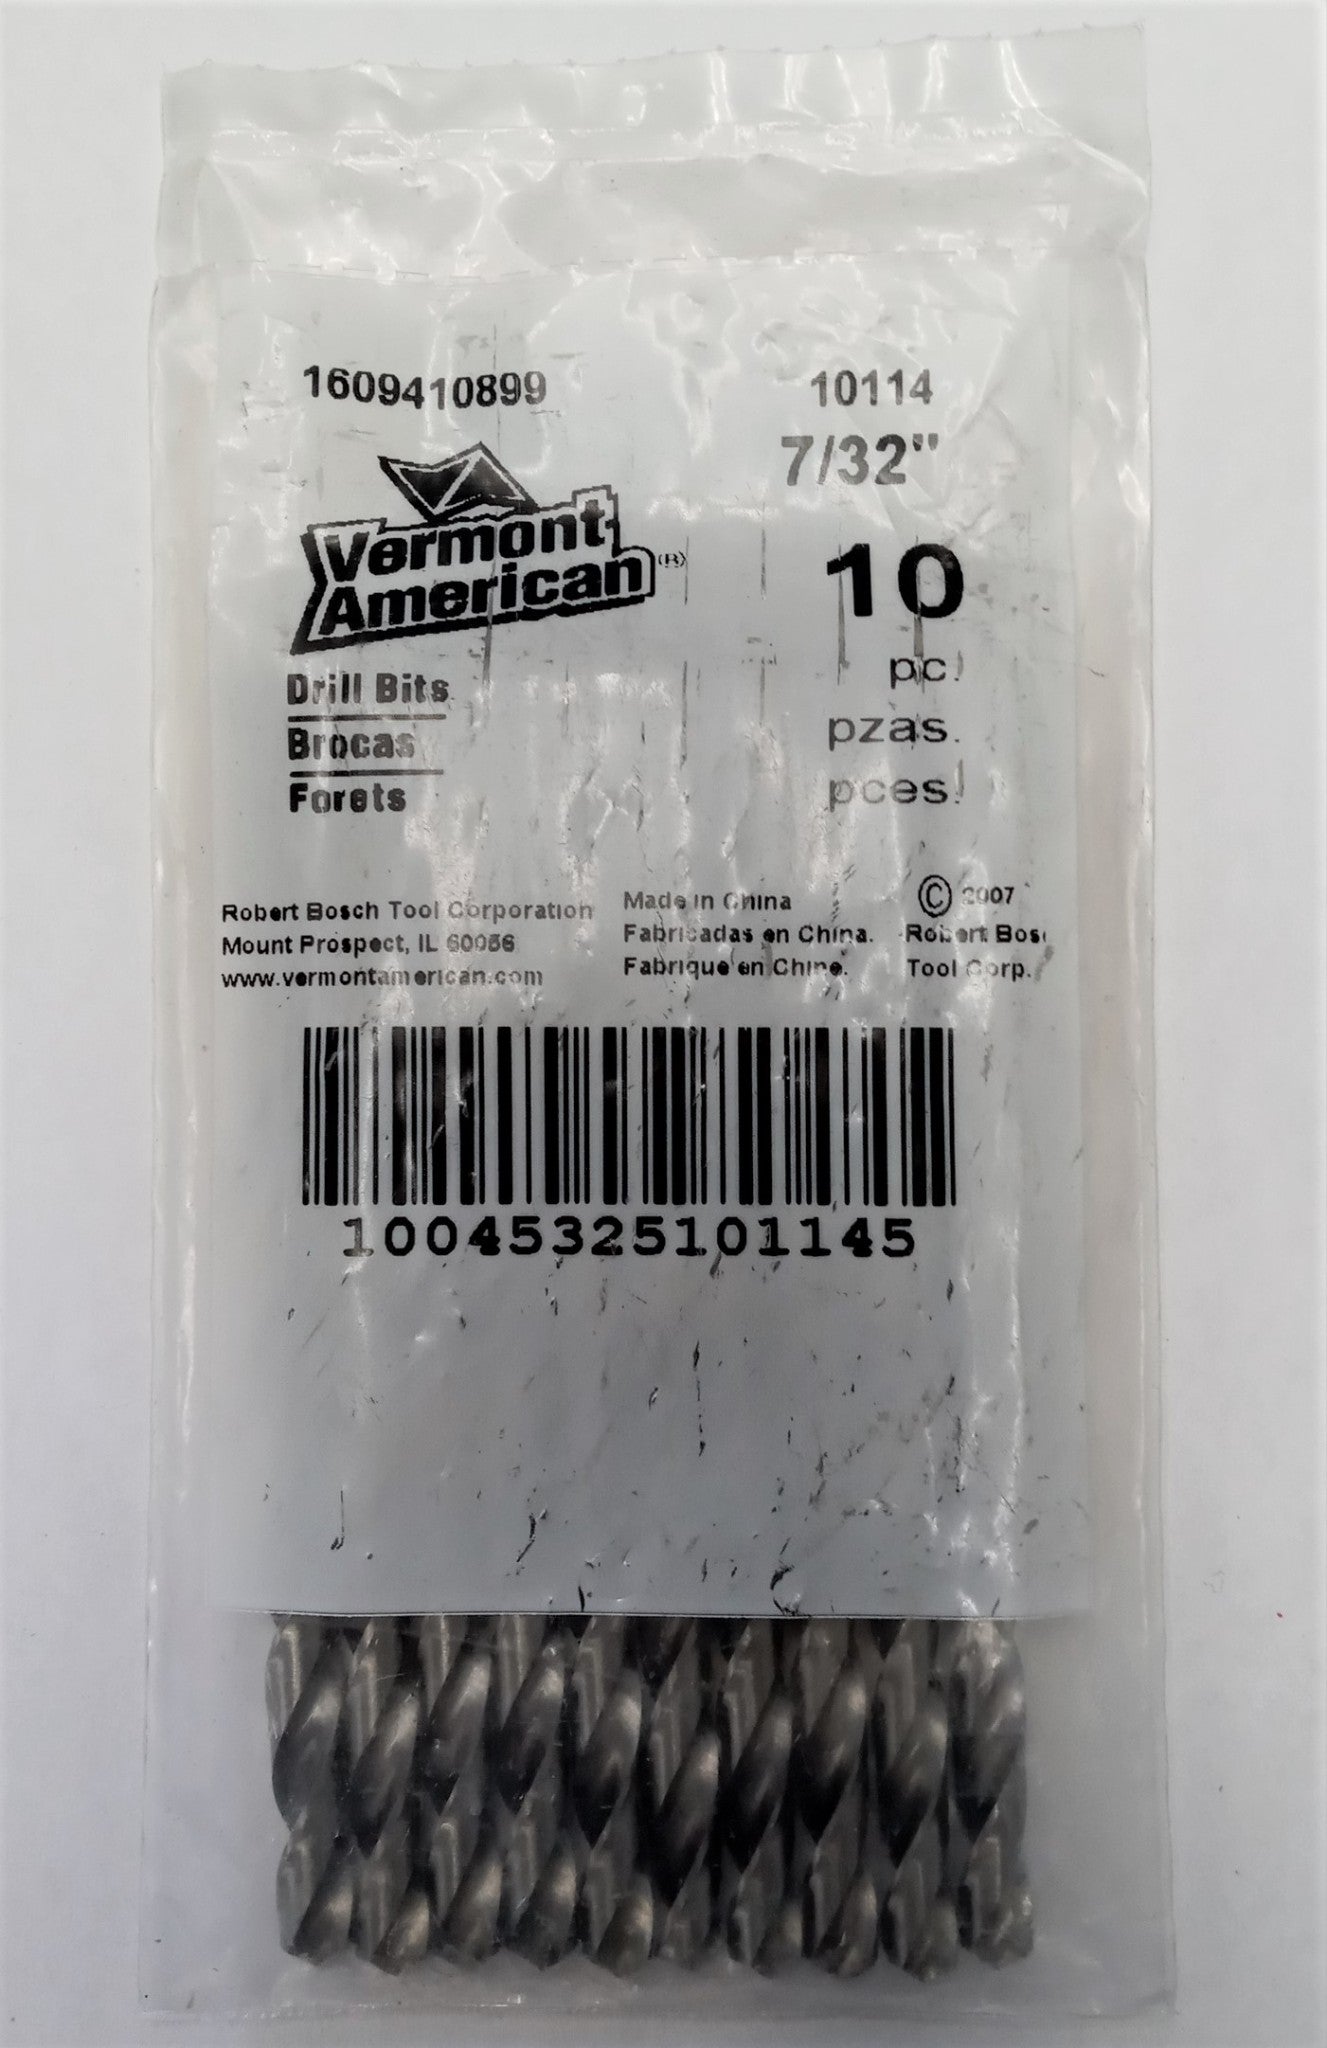 1609410899
10114
7/32"
Vermont
American (R)
10
pc.
pzas.
pces.
Drill Bits
Brocas
Forets
Robert Bosch Tool Corporation
Mount Prospect, IL 60056
www.vermontamerican.com
Made in China
Fabricadas en China.
Fabrique en Chine.
© 2007
Robert Bos
Tool Corp.
10045325101145